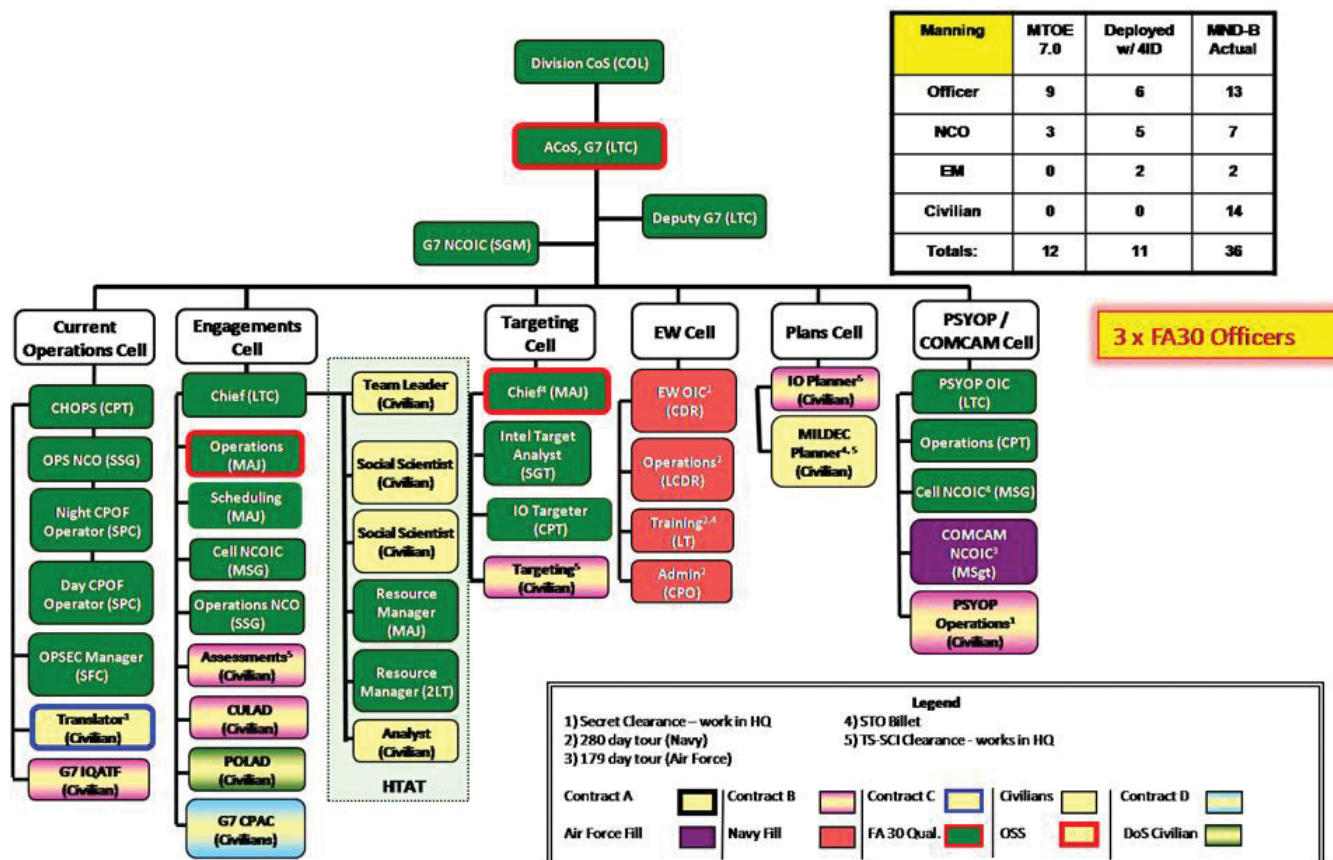 Division CoS (COL)
ACoS, G7 (LTC)
Deputy G7 (LTC)
G7 NCOIC (SGM)
Manning MTOE Deployed MND-B
7.0 w/ 4ID Actual
Officer 9 6 13
NCO 3 5 7
EM 0 2 2
Civilian 0 0 14
Totals: 12 11 36
3 x FA30 Officers
Current
Operations Cell
CHOPS (CPT)
OPS NCO (SSG)
Night CPOF
Operator (SPC)
Day CPOF
Operator (SPC)
OPSEC Manager
(SFC)
Translator
(Civilian)
G7 IQATF
(Civilian)
Engagements
Cell
Chief (LTC)
Operations
(MAJ)
Scheduling
(MAJ)
Cell NCOIC
(MSG)
Operations NCO
(SSG)
Assessments⁵
(Civilian)
CULAD
(Civilian)
POLAD
(Civilian)
G7 CPAC
(Civilians)
Team Leader
(Civilian)
Social Scientist
(Civilian)
Social Scientist
(Civilian)
Resource
Manager
(MAJ)
Resource
Manager (2LT)
Analyst
(Civilian)
HTAT
Targeting
Cell
Chief⁴ (MAJ)
Intel Target
Analyst
(SGT)
IO Targeter
(CPT)
Targeting⁵
(Civilian)
EW Cell
EW OIC²
(CDR)
Operations²
(LCDR)
Training²,⁴
(LT)
Admin²
(CPO)
Plans Cell
IO Planner⁵
(Civilian)
MILDEC
Planner⁴, ⁵
(Civilian)
PSYOP /
COMCAM Cell
PSYOP OIC
(LTC)
Operations (CPT)
Cell NCOIC⁴ (MSG)
COMCAM
NCOIC³
(MSgt)
PSYOP
Operations¹
(Civilian)
Legend
1) Secret Clearance – work in HQ 4) STO Billet
2) 280 day tour (Navy) 5) TS-SCI Clearance - works in HQ
3) 179 day tour (Air Force)
Contract A Contract B Contract C Civilians Contract D
Air Force Fill Navy Fill FA 30 Qual. OSS DoS Civilian